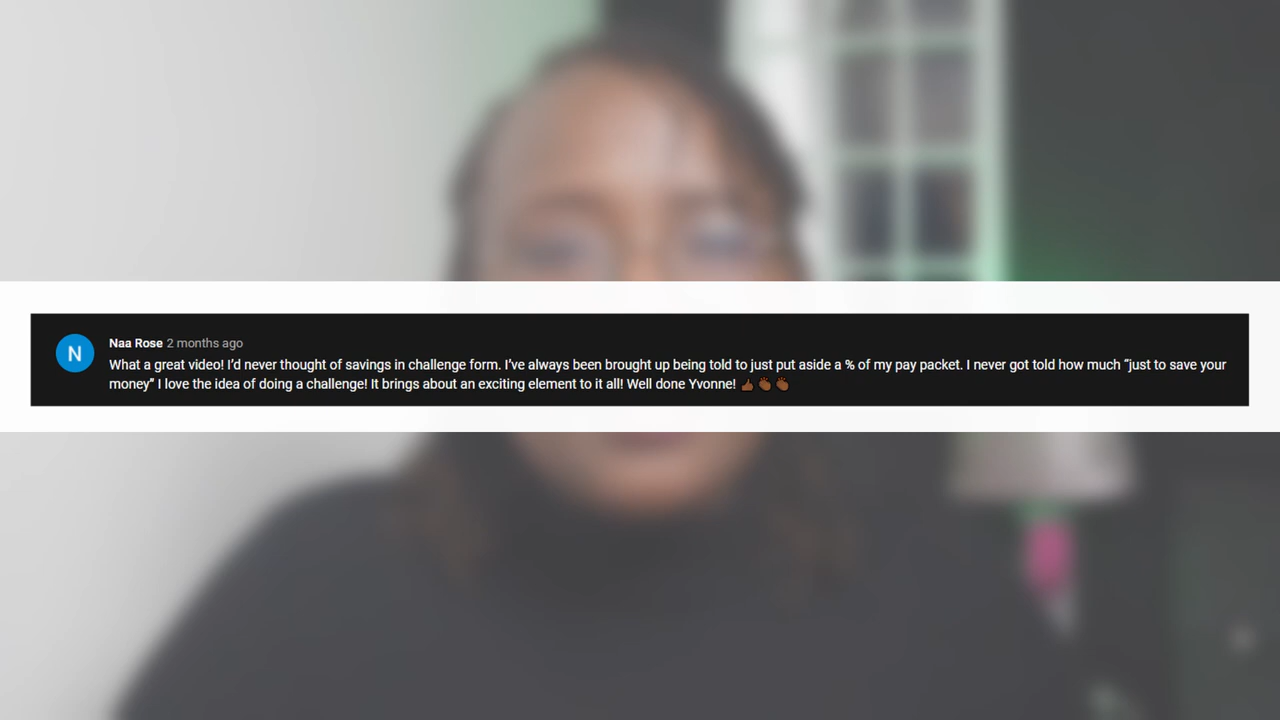 N
Naa Rose 2 months ago
What a great video! I'd never thought of savings in challenge form. I've always been brought up being told to just put aside a % of my pay packet. I never got told how much “just to save your
money” I love the idea of doing a challenge! It brings about an exciting element to it all! Well done Yvonne! 👍🏾👏🏾👏🏾